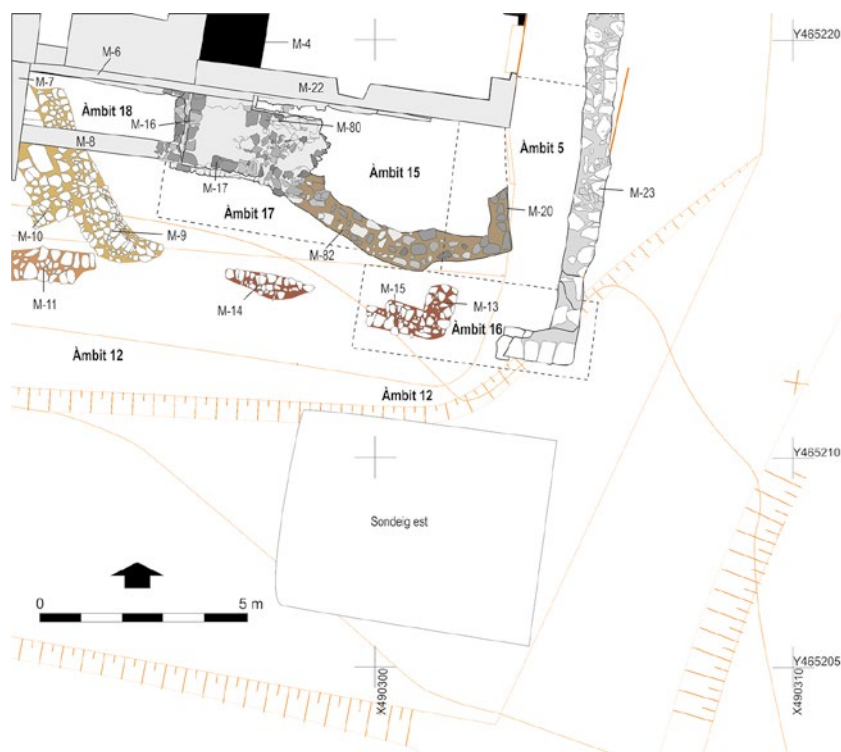 M-6
M-4
Y465220
M-7
M-22
Àmbit 18
M-16
M-80
M-8
Àmbit 15
Àmbit 5
M-17
M-23
M-20
Àmbit 17
M-10
M-9
M-82
M-11
M-15
M-13
M-14
Àmbit 16
Àmbit 12
Àmbit 12
Y465210
Sondeig est
0 5 m
Y465205
X490300
X490310